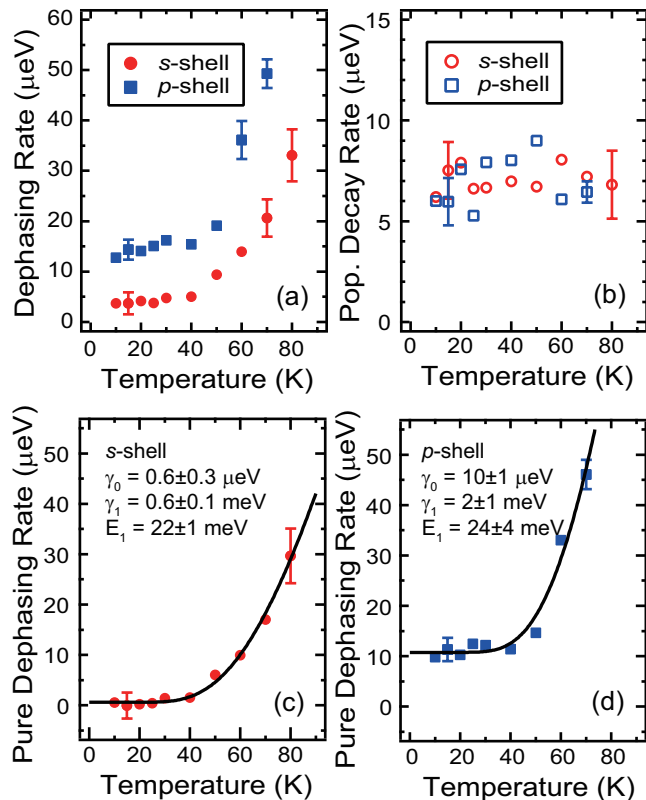 60
50
40
30
20
10
0
Dephasing Rate (μeV)
s-shell
p-shell
(a)
0 20 40 60 80
Temperature (K)
15
10
5
Pop. Decay Rate (μeV)
s-shell
p-shell
(b)
0 20 40 60 80
Temperature (K)
50
40
30
20
10
0
Pure Dephasing Rate (μeV)
s-shell
γ0 = 0.6±0.3 μeV
γ1 = 0.6±0.1 meV
E1 = 22±1 meV
(c)
0 20 40 60 80
Temperature (K)
50
40
30
20
10
0
Pure Dephasing Rate (μeV)
p-shell
γ0 = 10±1 μeV
γ1 = 2±1 meV
E1 = 24±4 meV
(d)
0 20 40 60 80
Temperature (K)